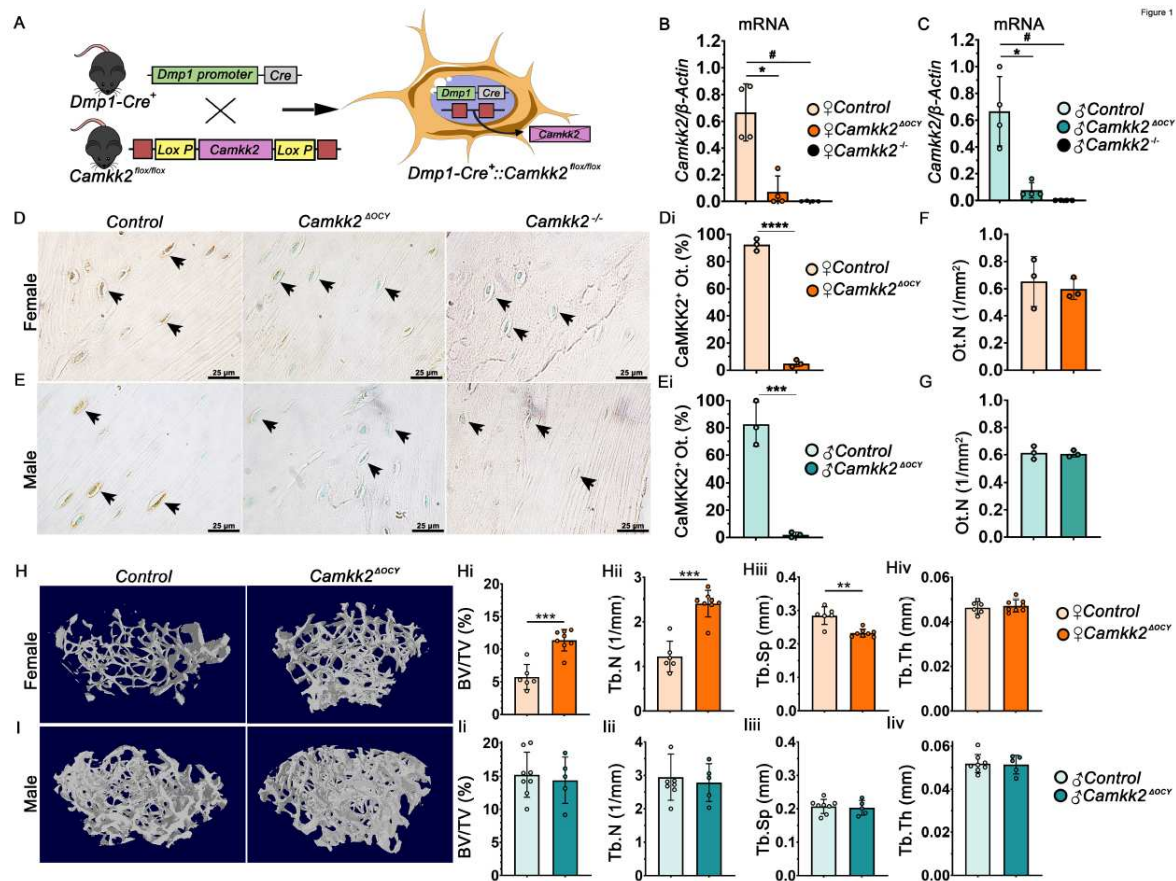 Figure 1
A
Dmp1 promoter
Cre
Dmp1-Cre+
Lox P
Camkk2
Lox P
Camkk2flox/flox
Dmp1
Cre
Camkk2
Dmp1-Cre+::Camkk2flox/flox
B
mRNA
Camkk2/β-Actin
1.2
1.0
0.8
0.6
0.4
0.2
0.0
#
*
♀Control
♀Camkk2ΔOCY
♀Camkk2-/-
C
mRNA
Camkk2/β-Actin
1.2
1.0
0.8
0.6
0.4
0.2
0.0
#
*
♂Control
♂Camkk2ΔOCY
♂Camkk2-/-
D
Control
Camkk2ΔOCY
Camkk2-/-
Female
25 µm
25 µm
25 µm
E
Male
25 µm
25 µm
25 µm
Di
CaMKK2+ Ot. (%)
100
80
60
40
20
0
****
♀Control
♀Camkk2ΔOCY
F
Ot.N (1/mm2)
1.0
0.8
0.6
0.4
0.2
0.0
Ei
CaMKK2+ Ot. (%)
100
80
60
40
20
0
***
♂Control
♂Camkk2ΔOCY
G
Ot.N (1/mm2)
1.0
0.8
0.6
0.4
0.2
0.0
H
Control
Camkk2ΔOCY
Female
Hi
BV/TV (%)
20
15
10
5
0
***
Hii
Tb.N (1/mm)
3
2
1
0
***
Hiii
Tb.Sp (mm)
0.4
0.3
0.2
0.1
0.0
**
Hiv
Tb.Th (mm)
0.06
0.04
0.02
0.00
♀Control
♀Camkk2ΔOCY
I
Male
Ii
BV/TV (%)
20
15
10
5
0
Iii
Tb.N (1/mm)
4
3
2
1
0
Iiii
Tb.Sp (mm)
0.4
0.3
0.2
0.1
0.0
Iiv
Tb.Th (mm)
0.06
0.04
0.02
0.00
♂Control
♂Camkk2ΔOCY